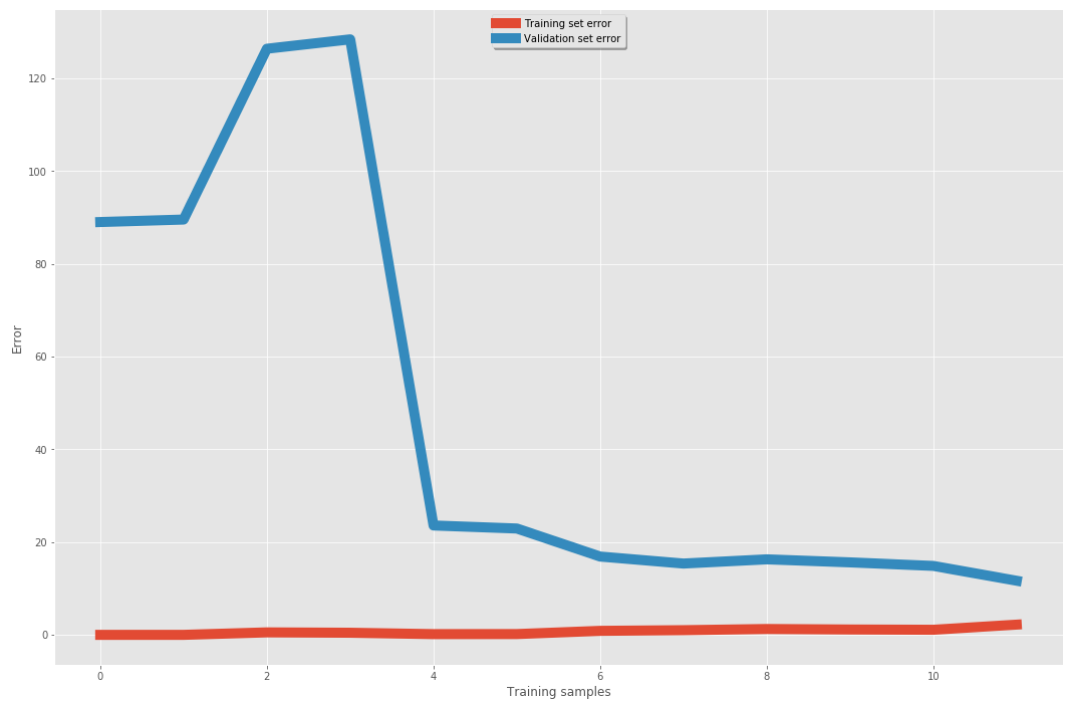 Training set error
Validation set error
120
100
80
60
40
20
0
Error
0 2 4 6 8 10
Training samples